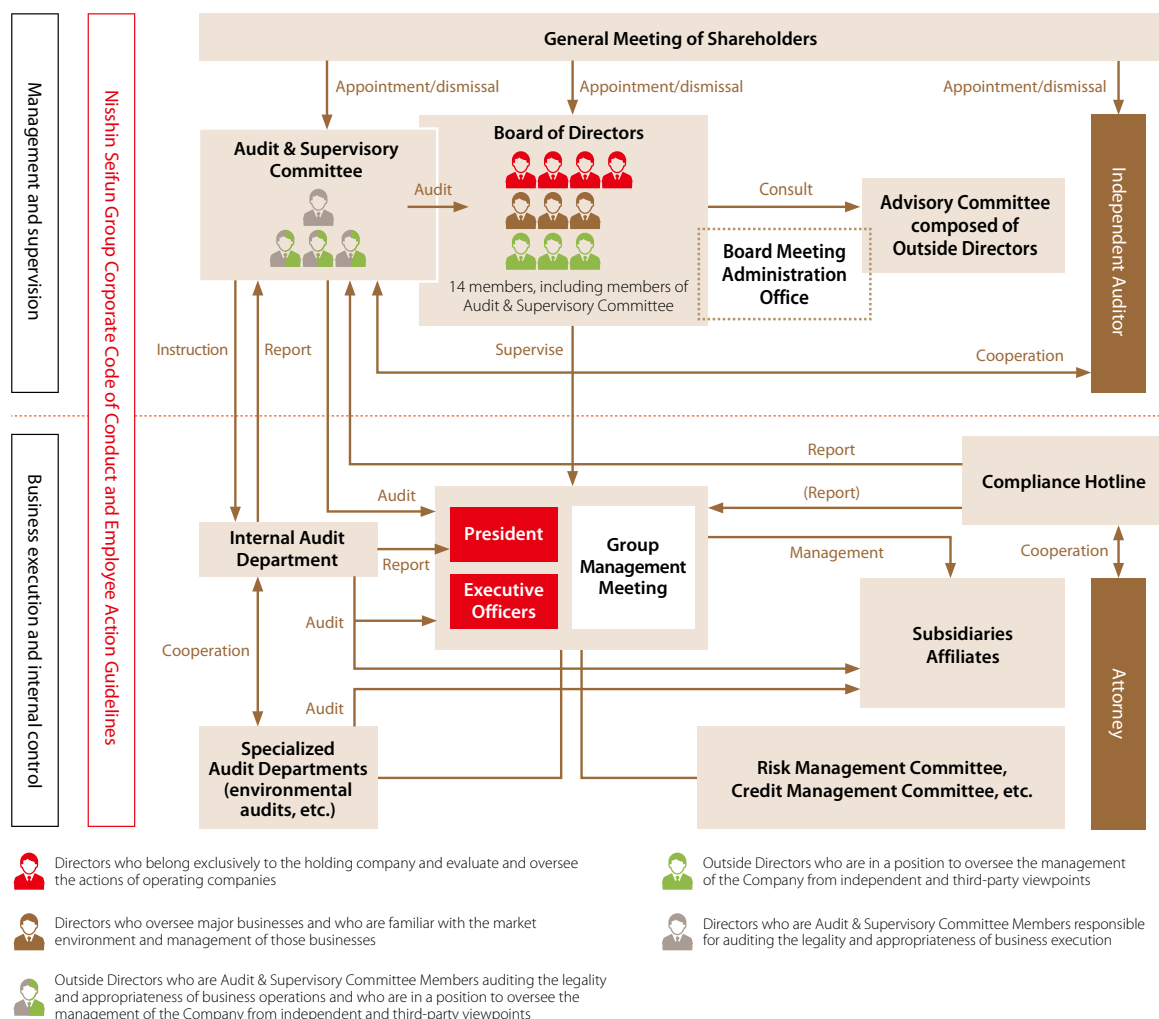 General Meeting of Shareholders
Management and supervision
Nisshin Seifun Group Corporate Code of Conduct and Employee Action Guidelines
Appointment/dismissal
Appointment/dismissal
Appointment/dismissal
Audit & Supervisory
Committee
Audit
Board of Directors
14 members, including members of
Audit & Supervisory Committee
Consult
Advisory Committee
composed of
Outside Directors
Board Meeting
Administration
Office
Independent Auditor
Instruction
Report
Supervise
Cooperation
Business execution and internal control
Report
Compliance Hotline
(Report)
Audit
Internal Audit
Department
Report
President
Executive
Officers
Group
Management
Meeting
Management
Cooperation
Audit
Subsidiaries
Affiliates
Attorney
Cooperation
Audit
Specialized
Audit Departments
(environmental
audits, etc.)
Risk Management Committee,
Credit Management Committee, etc.
Directors who belong exclusively to the holding company and evaluate and oversee
the actions of operating companies
Directors who oversee major businesses and who are familiar with the market
environment and management of those businesses
Outside Directors who are Audit & Supervisory Committee Members auditing the legality
and appropriateness of business operations and who are in a position to oversee the
management of the Company from independent and third-party viewpoints
Outside Directors who are in a position to oversee the management
of the Company from independent and third-party viewpoints
Directors who are Audit & Supervisory Committee Members responsible
for auditing the legality and appropriateness of business execution